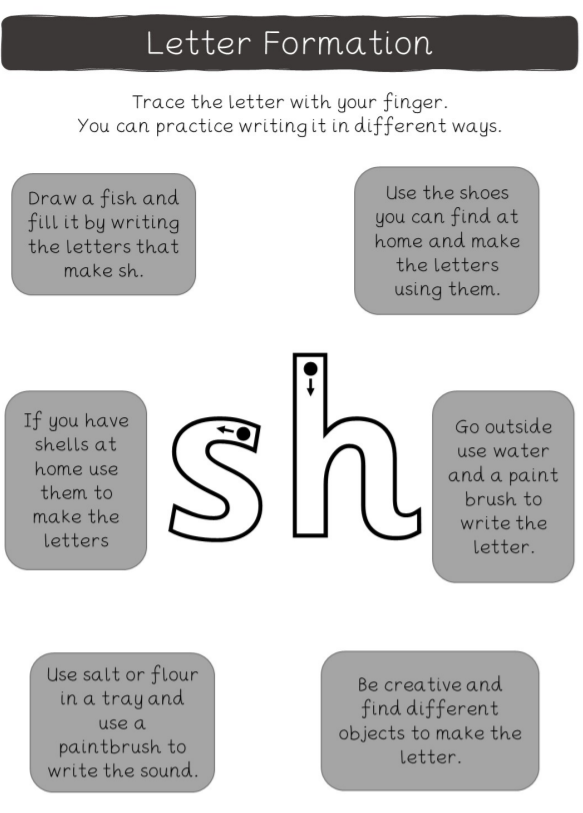 Letter Formation
Trace the letter with your finger.
You can practice writing it in different ways.
Draw a fish and
fill it by writing
the letters that
make sh.
Use the shoes
you can find at
home and make
the letters
using them.
If you have
shells at
home use
them to
make the
letters
sh
Go outside
use water
and a paint
brush to
write the
letter.
Use salt or flour
in a tray and
use a
paintbrush to
write the sound.
Be creative and
find different
objects to make the
letter.